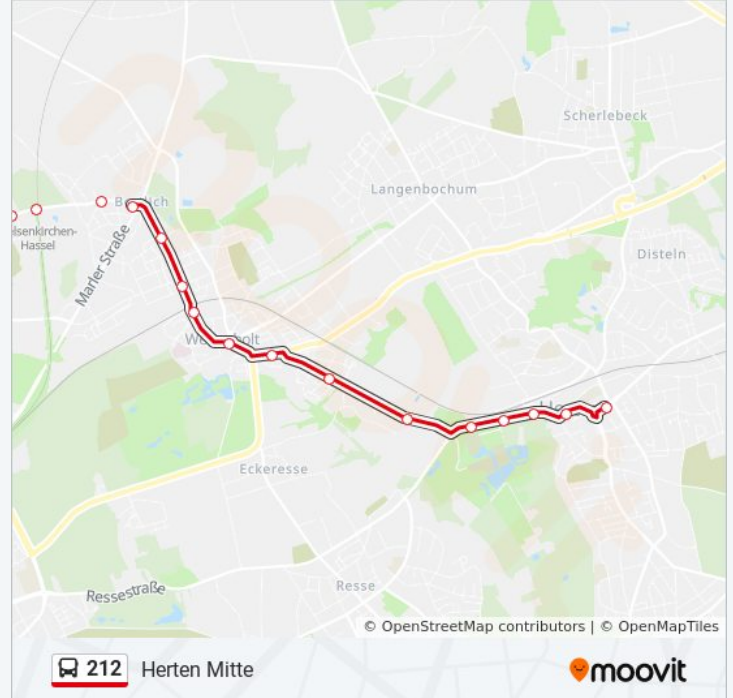 Scherlebeck
Langenbochum
Hassel
Disteln
Marler Straße
Eckeresse
Resse
Ressestraße
© OpenStreetMap contributors | © OpenMapTiles
212 Herten Mitte
moovit